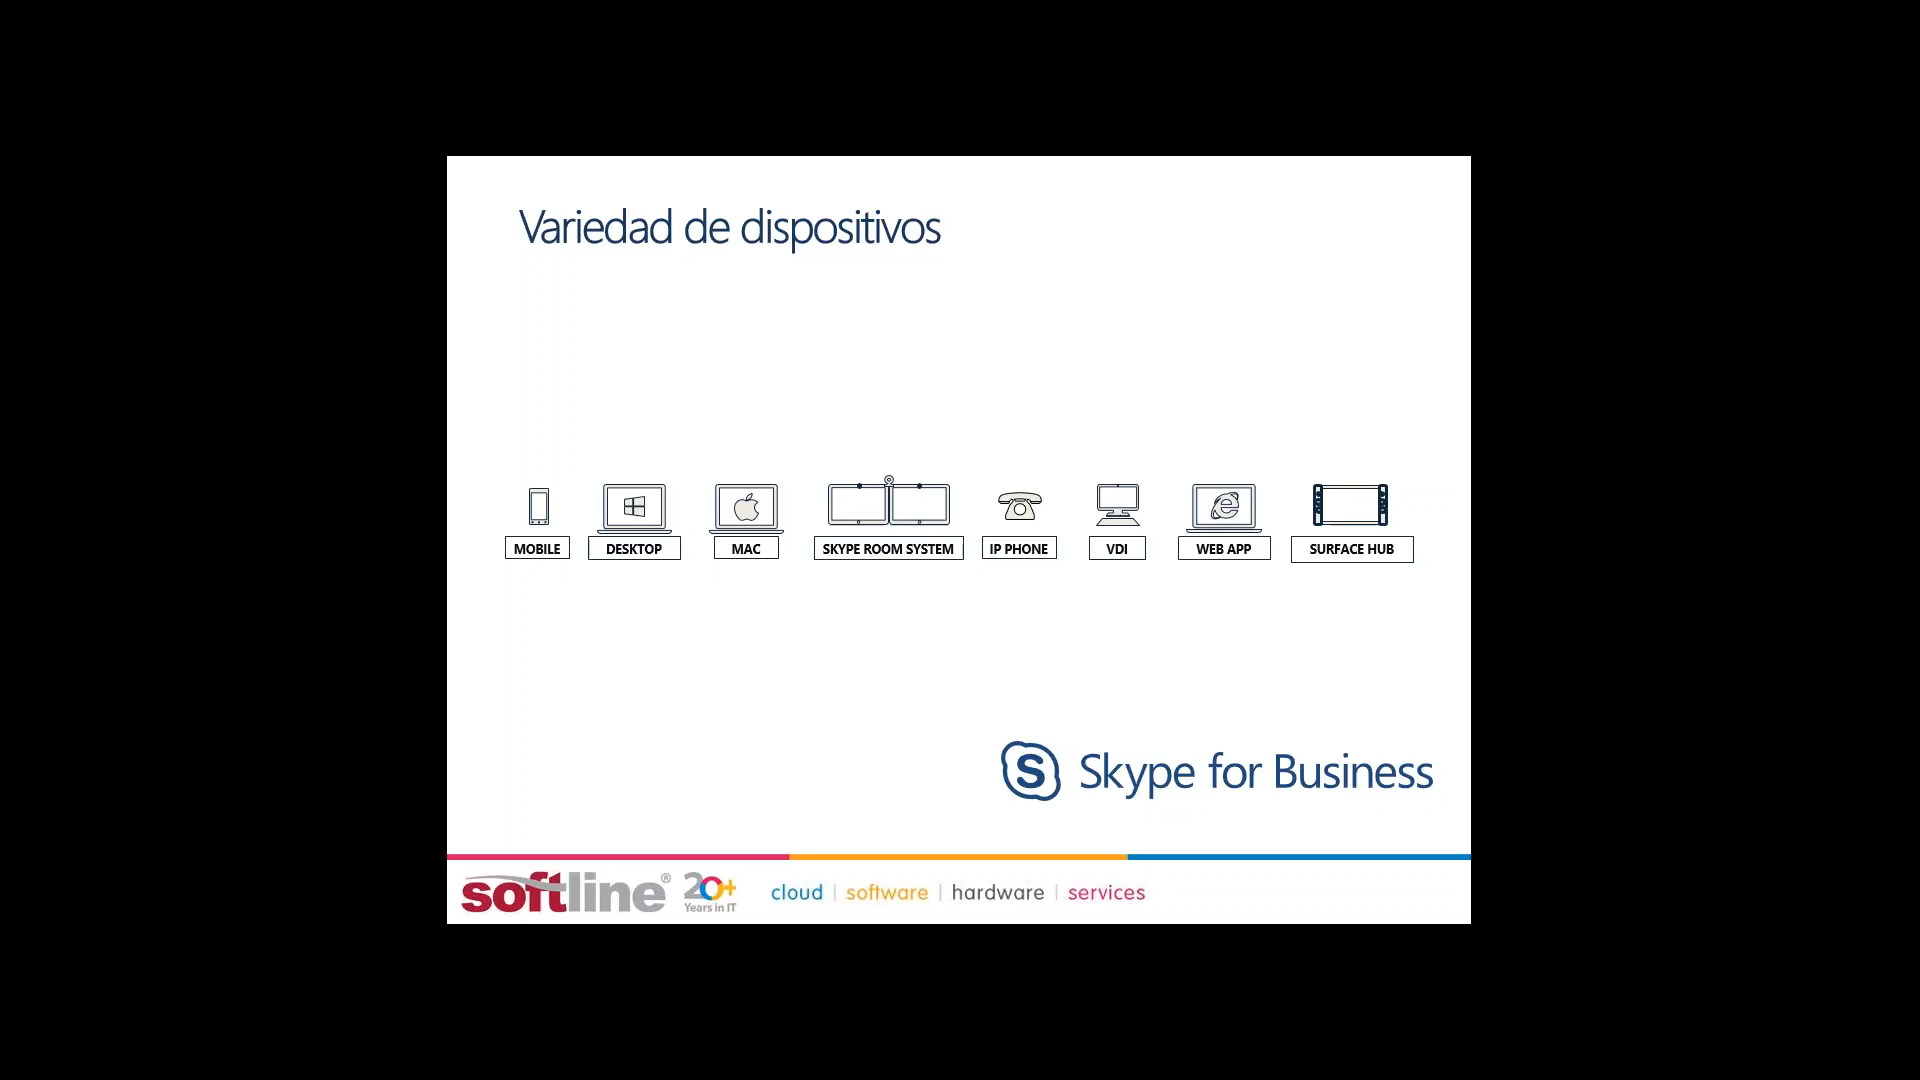 Variedad de dispositivos
MOBILE DESKTOP MAC SKYPE ROOM SYSTEM IP PHONE VDI WEB APP SURFACE HUB
S Skype for Business
softline® 20+ Years in IT cloud | software | hardware | services